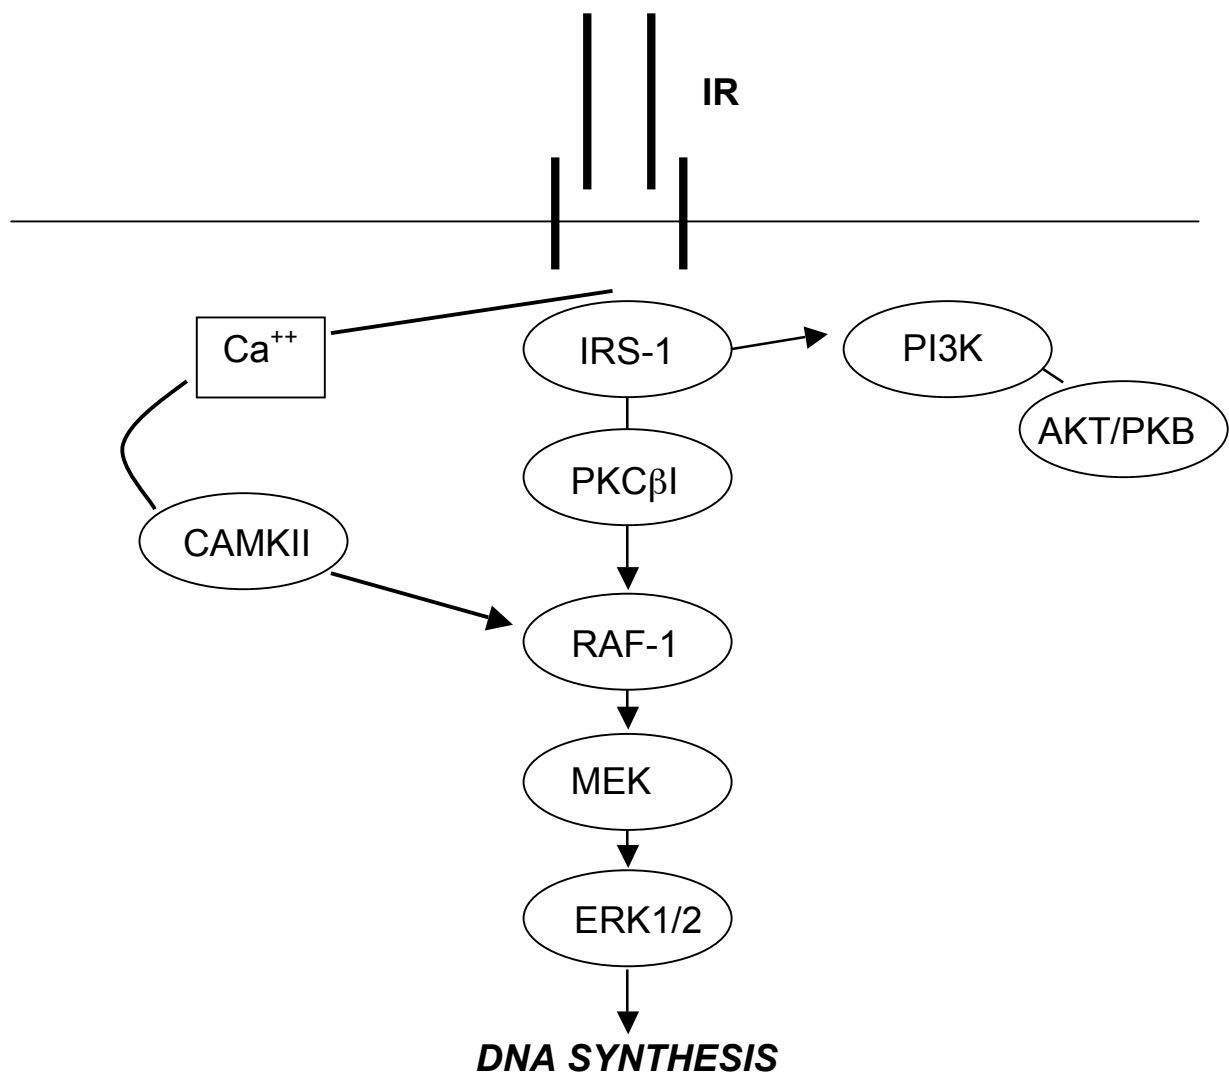 IR
Ca⁺⁺
IRS-1
PI3K
AKT/PKB
PKCβI
CAMKII
RAF-1
MEK
ERK1/2
DNA SYNTHESIS